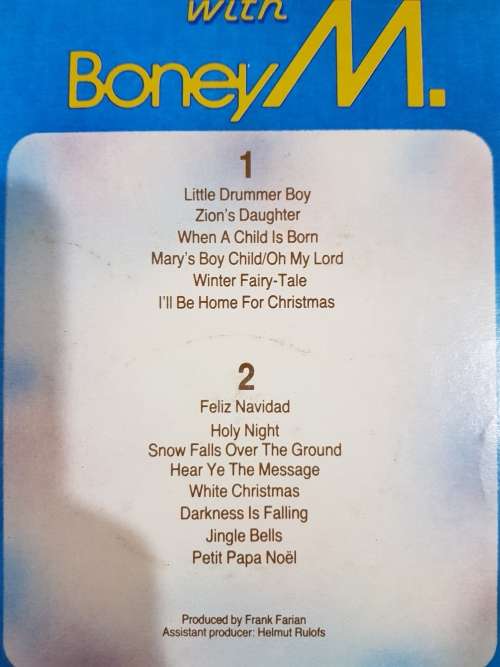 with
Boney M.
1
Little Drummer Boy
Zion's Daughter
When A Child Is Born
Mary's Boy Child/Oh My Lord
Winter Fairy-Tale
I'll Be Home For Christmas
2
Feliz Navidad
Holy Night
Snow Falls Over The Ground
Hear Ye The Message
White Christmas
Darkness Is Falling
Jingle Bells
Petit Papa Noël
Produced by Frank Farian
Assistant producer: Helmut Rulofs